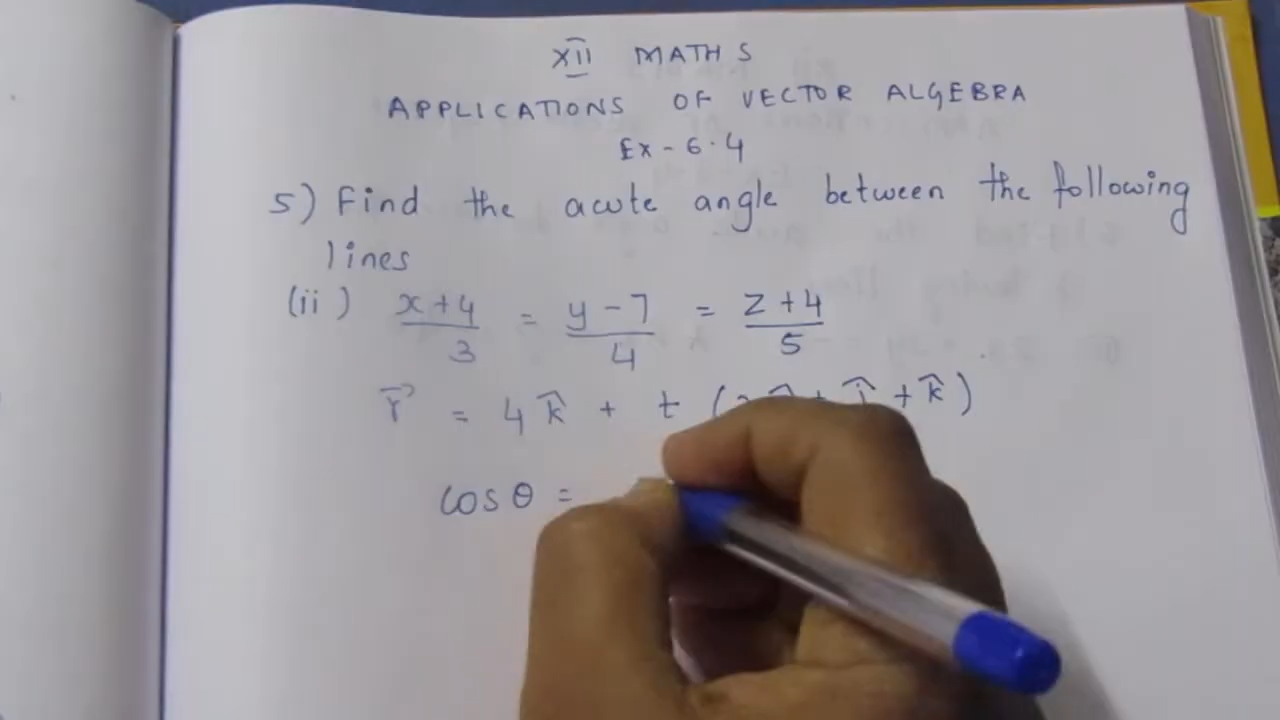 XII MATHS
APPLICATIONS OF VECTOR ALGEBRA
Ex - 6.4
5) Find the acute angle between the following
lines
(ii) x+4/3 = y-7/4 = z+4/5
r⃗ = 4k̂ + t ( + ĵ + k̂)
cos θ =